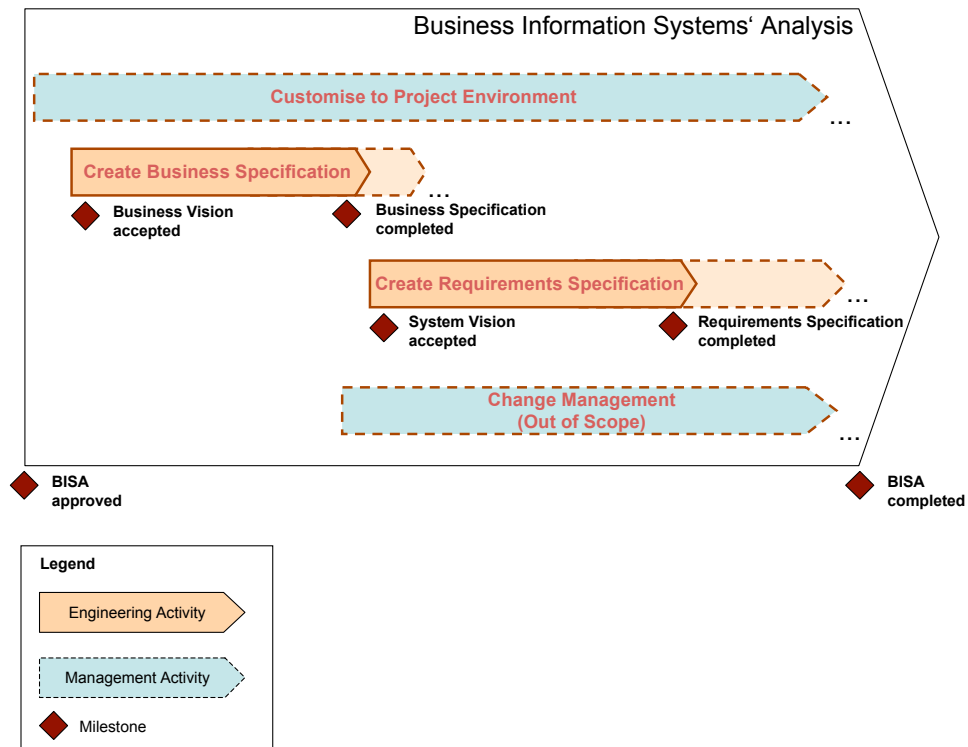 Business Information Systems‘ Analysis
Customise to Project Environment
...
Create Business Specification
...
Business Vision
accepted
Business Specification
completed
Create Requirements Specification
...
System Vision
accepted
Requirements Specification
completed
Change Management
(Out of Scope)
...
BISA
approved
BISA
completed
Legend
Engineering Activity
Management Activity
Milestone